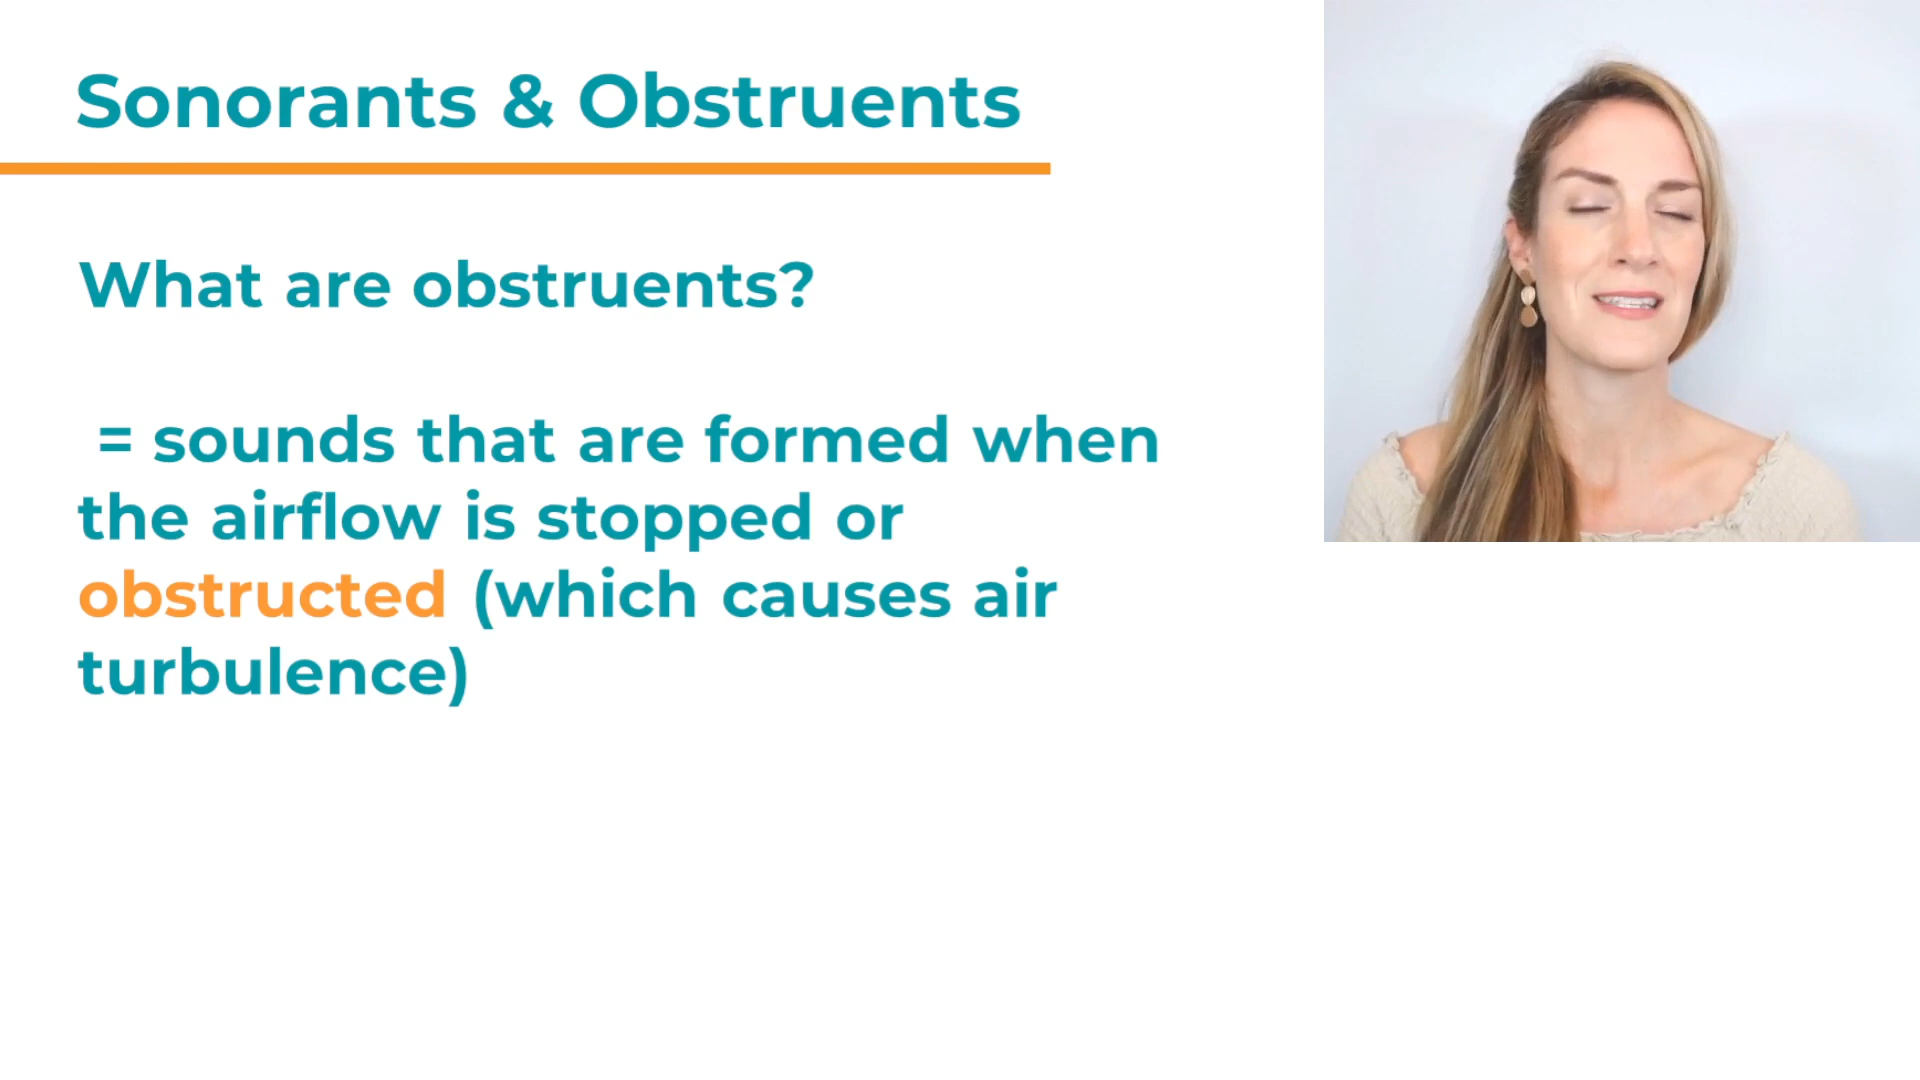 Sonorants & Obstruents
What are obstruents?
= sounds that are formed when
the airflow is stopped or
obstructed (which causes air
turbulence)